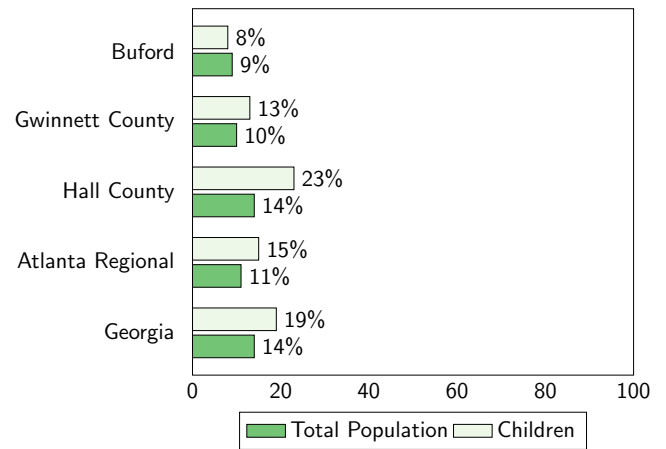 Buford
8%
9%
Gwinnett County
13%
10%
Hall County
23%
14%
Atlanta Regional
15%
11%
Georgia
19%
14%
0 20 40 60 80 100
Total Population Children